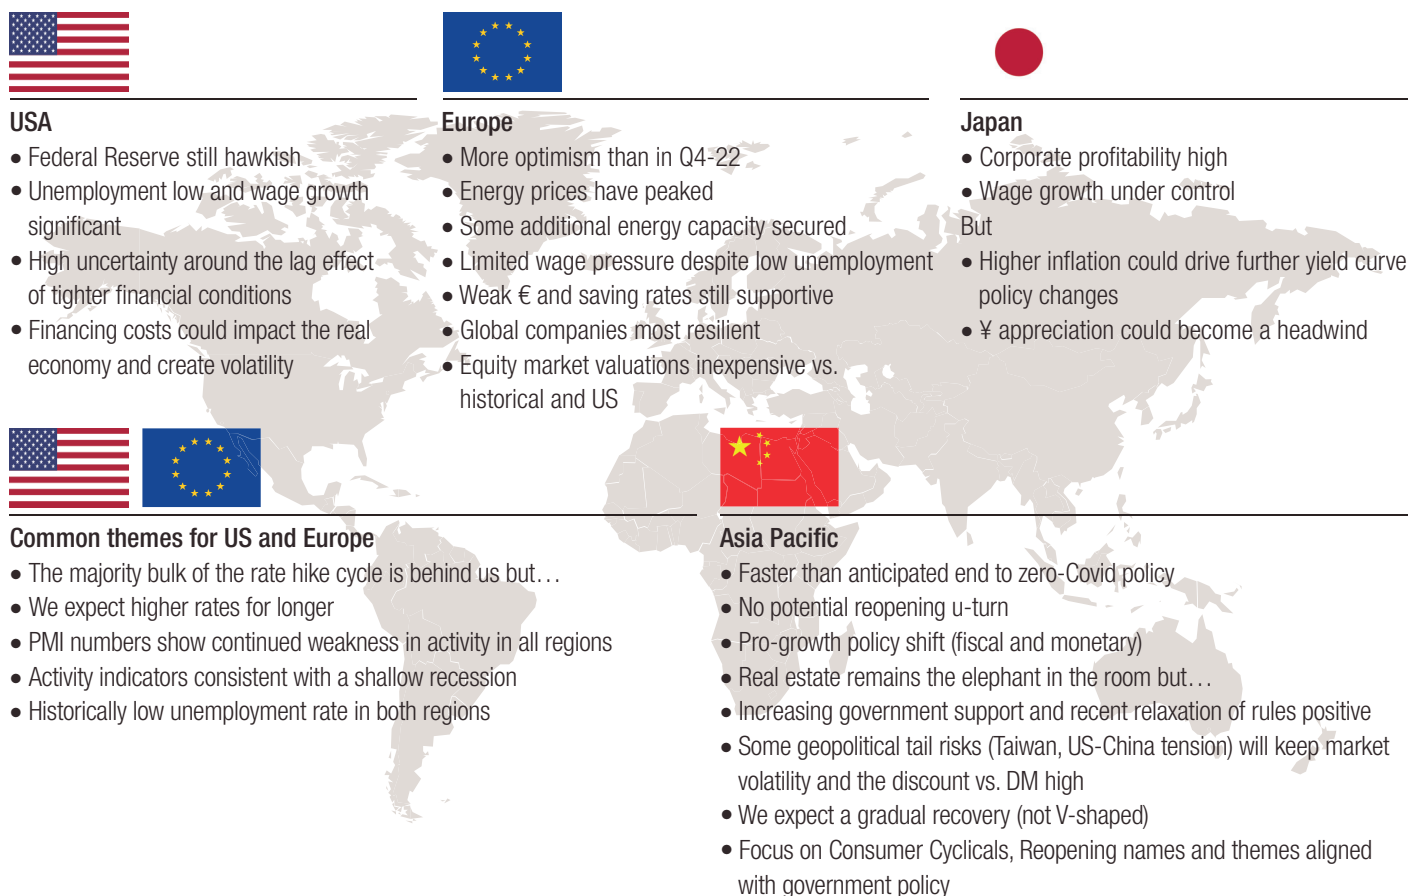 USA
• Federal Reserve still hawkish
• Unemployment low and wage growth
significant
• High uncertainty around the lag effect
of tighter financial conditions
• Financing costs could impact the real
economy and create volatility
Europe
• More optimism than in Q4-22
• Energy prices have peaked
• Some additional energy capacity secured
• Limited wage pressure despite low unemployment
• Weak € and saving rates still supportive
• Global companies most resilient
• Equity market valuations inexpensive vs.
historical and US
Japan
• Corporate profitability high
• Wage growth under control
But
• Higher inflation could drive further yield curve
policy changes
• ¥ appreciation could become a headwind
Common themes for US and Europe
• The majority bulk of the rate hike cycle is behind us but…
• We expect higher rates for longer
• PMI numbers show continued weakness in activity in all regions
• Activity indicators consistent with a shallow recession
• Historically low unemployment rate in both regions
Asia Pacific
• Faster than anticipated end to zero-Covid policy
• No potential reopening u-turn
• Pro-growth policy shift (fiscal and monetary)
• Real estate remains the elephant in the room but…
• Increasing government support and recent relaxation of rules positive
• Some geopolitical tail risks (Taiwan, US-China tension) will keep market
volatility and the discount vs. DM high
• We expect a gradual recovery (not V-shaped)
• Focus on Consumer Cyclicals, Reopening names and themes aligned
with government policy